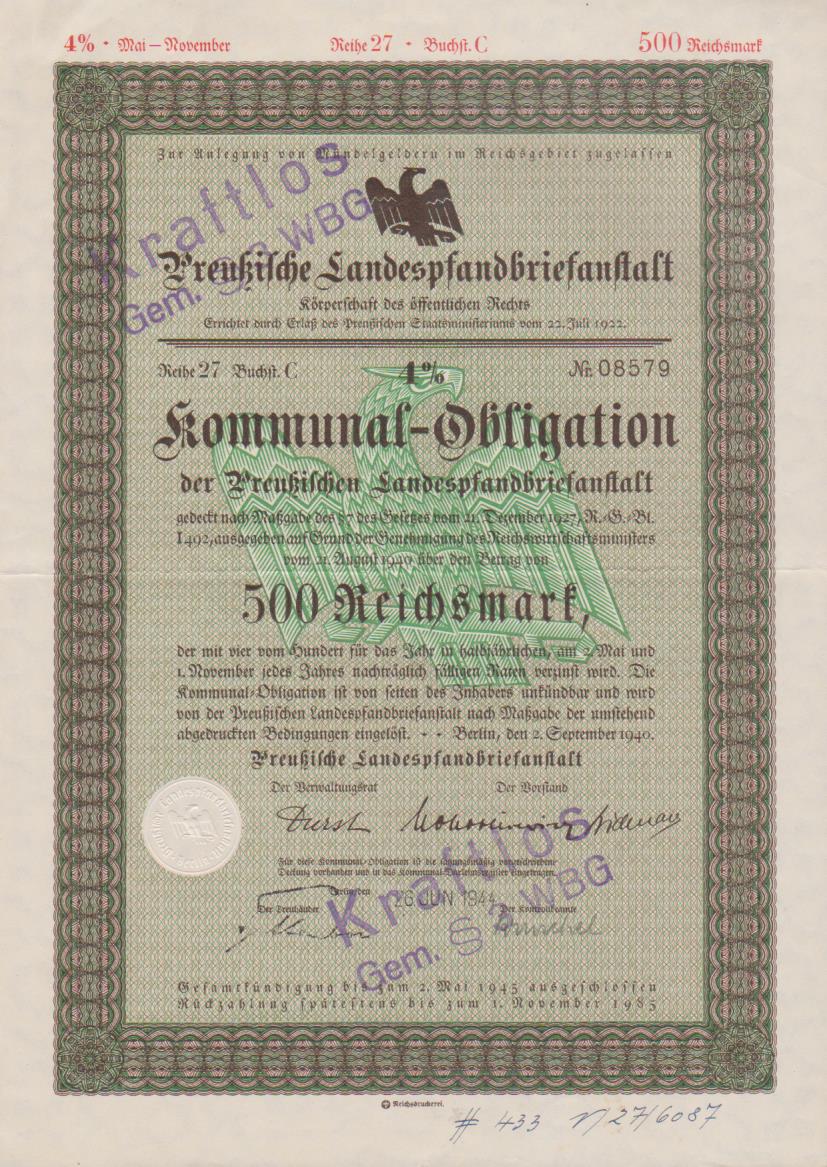 4% • Mai – November Reihe 27 • Buchst. C 500 Reichsmark
Zur Anlegung von Mündelgeldern im Reichsgebiet zugelassen
Kraftlos
Gem. § 3 WBG
Preußische Landespfandbriefanstalt
Körperschaft des öffentlichen Rechts
Errichtet durch Erlaß des Preußischen Staatsministeriums vom 22. Juli 1922.
Reihe 27 Buchst. C 4% Nr. 08579
Kommunal-Obligation
der Preußischen Landespfandbriefanstalt
gedeckt nach Maßgabe des § 7 des Gesetzes vom 21. Dezember 1927, R.-G.-Bl.
I 492, ausgegeben auf Grund der Genehmigung des Reichswirtschaftsministers
vom 21. August 1940 über den Betrag von
500 Reichsmark,
der mit vier vom Hundert für das Jahr in halbjährlichen, am 2. Mai und
1. November jedes Jahres nachträglich fälligen Raten verzinst wird. Die
Kommunal-Obligation ist von seiten des Inhabers unkündbar und wird
von der Preußischen Landespfandbriefanstalt nach Maßgabe der umstehend
abgedruckten Bedingungen eingelöst. • • Berlin, den 2. September 1940.
Preußische Landespfandbriefanstalt
Der Verwaltungsrat Der Vorstand
Für diese Kommunal-Obligation ist die satzungsmäßig vorgeschriebene
Deckung vorhanden und in das Kommunal-Darlehnsregister eingetragen.
Berlin, den 26 JUN 1944
Der Treuhänder Der Kontrollbeamte
Kraftlos
Gem. § 3 WBG
Gesamtkündigung bis zum 2. Mai 1945 ausgeschlossen
Rückzahlung spätestens bis zum 1. November 1985
Reichsdruckerei.
# 433 N 27/6087